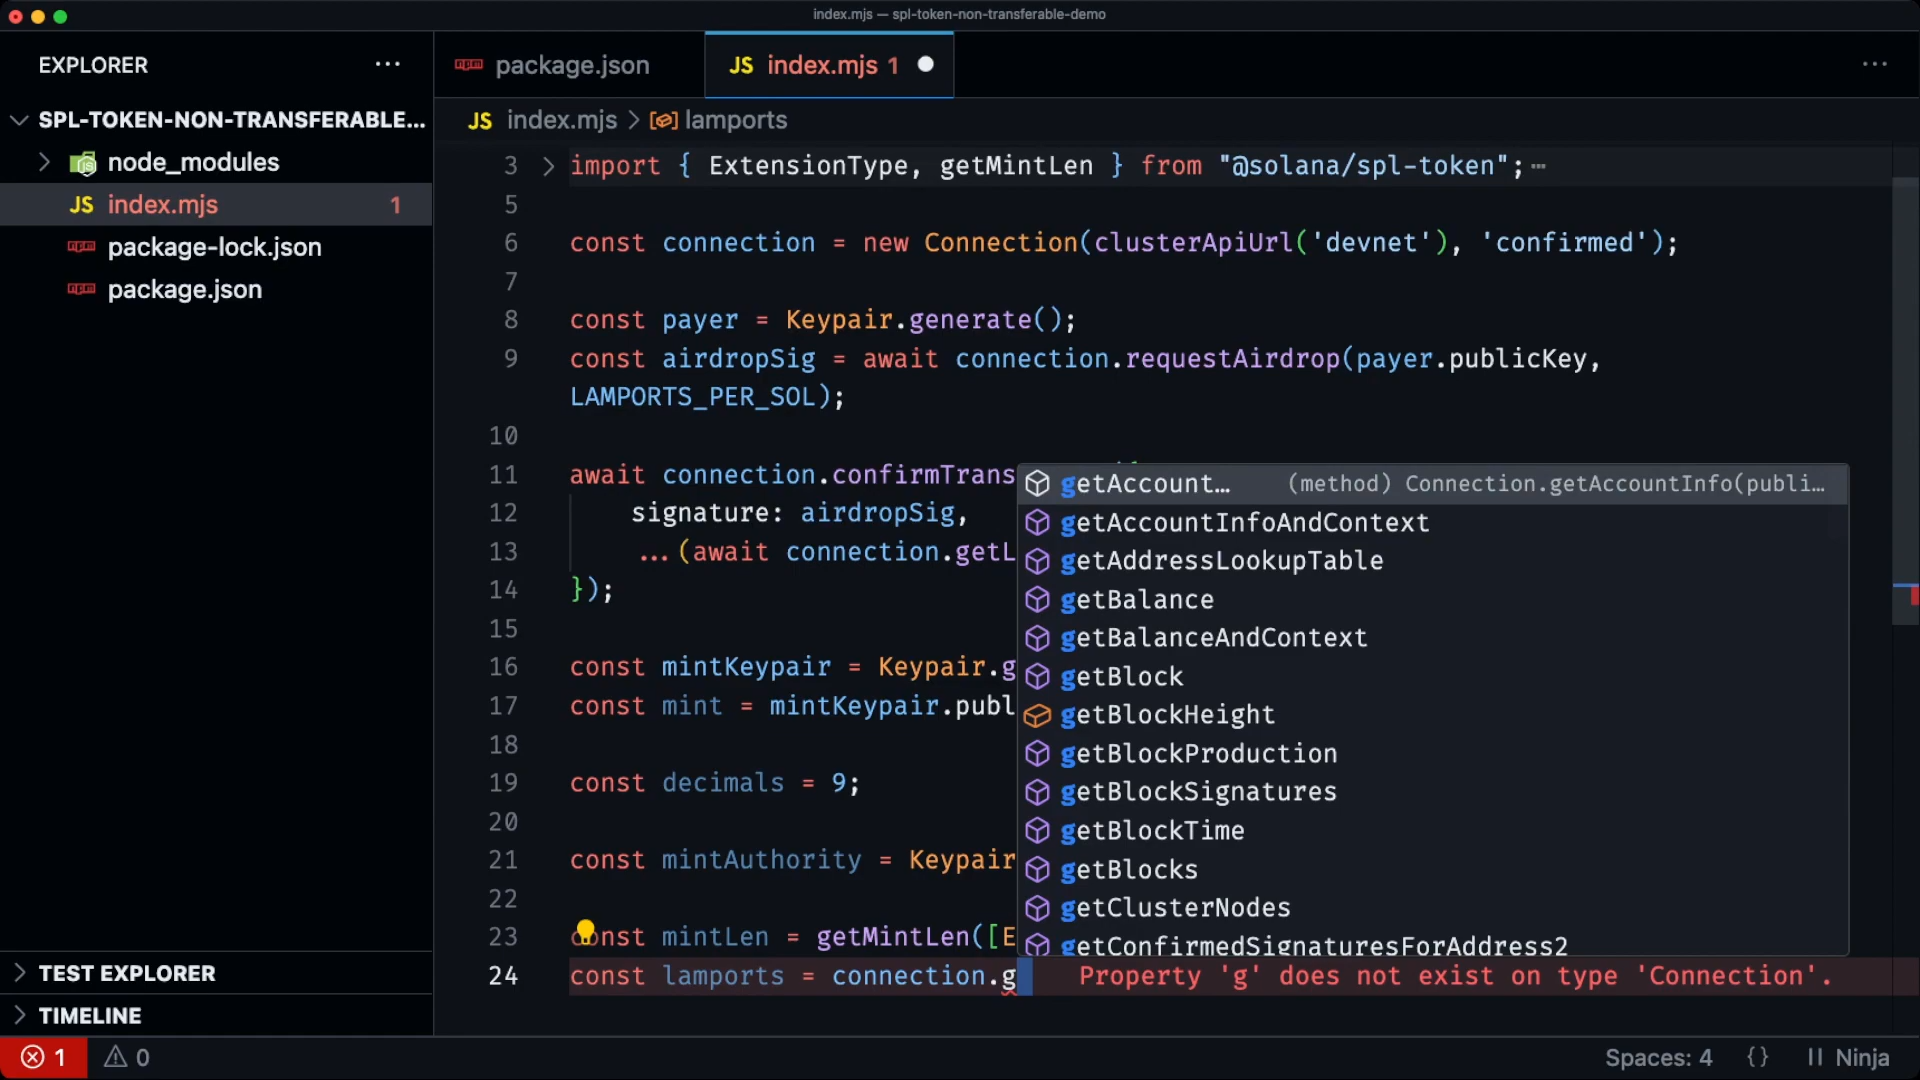 index.mjs — spl-token-non-transferable-demo
EXPLORER
···
package.json
JS index.mjs 1
···
SPL-TOKEN-NON-TRANSFERABLE...
node_modules
JS index.mjs 1
package-lock.json
package.json
JS index.mjs > lamports
3 > import { ExtensionType, getMintLen } from "@solana/spl-token";⋯
5
6 const connection = new Connection(clusterApiUrl('devnet'), 'confirmed');
7
8 const payer = Keypair.generate();
9 const airdropSig = await connection.requestAirdrop(payer.publicKey,
LAMPORTS_PER_SOL);
10
11 await connection.confirmTrans
12 signature: airdropSig,
13 ...(await connection.getL
14 });
15
16 const mintKeypair = Keypair.g
17 const mint = mintKeypair.publ
18
19 const decimals = 9;
20
21 const mintAuthority = Keypair
22
23 const mintLen = getMintLen([E
24 const lamports = connection.g Property 'g' does not exist on type 'Connection'.
getAccount… (method) Connection.getAccountInfo(publi…
getAccountInfoAndContext
getAddressLookupTable
getBalance
getBalanceAndContext
getBlock
getBlockHeight
getBlockProduction
getBlockSignatures
getBlockTime
getBlocks
getClusterNodes
getConfirmedSignaturesForAddress2
TEST EXPLORER
TIMELINE
1 0
Spaces: 4 {} II Ninja